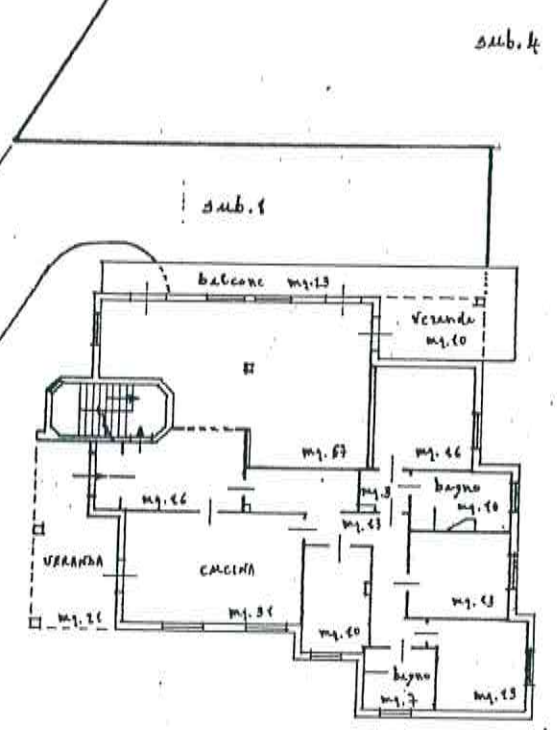 sub. 4
sub. 1
balcone mq. 23
veranda
mq. 10
mq. 67
mq. 16
bagno
mq. 10
mq. 3
mq. 13
mq. 16
VERANDA
mq. 21
CUCINA
mq. 31
mq. 10
mq. 13
bagno
mq. 7
mq. 19